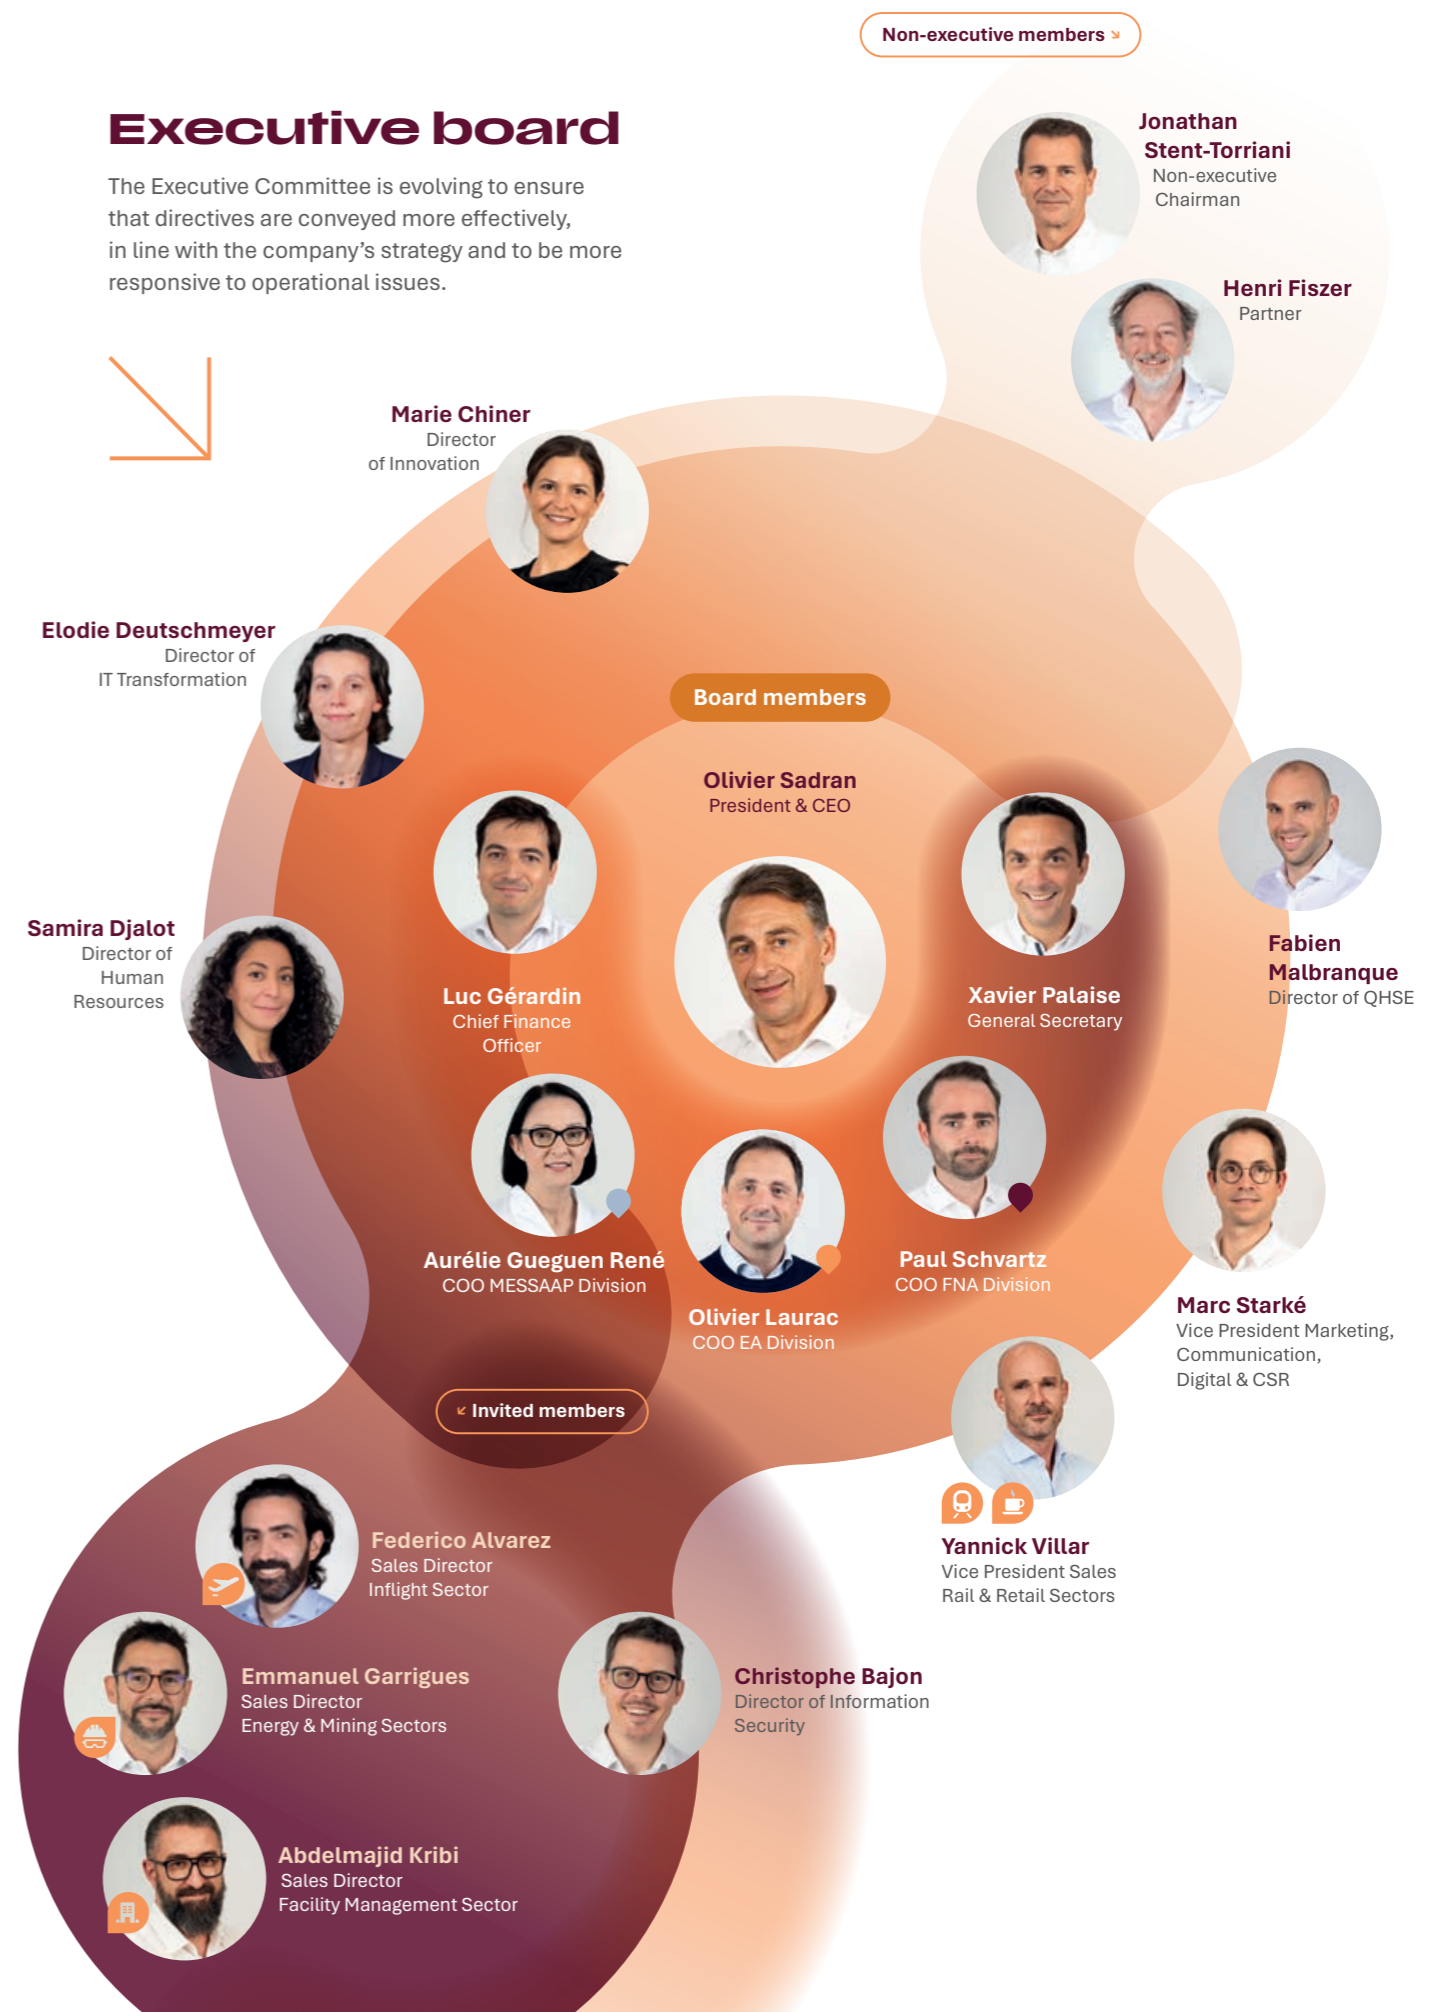 Non-executive members
Executive board
The Executive Committee is evolving to ensure
that directives are conveyed more effectively,
in line with the company's strategy and to be more
responsive to operational issues.
Jonathan
Stent-Torriani
Non-executive
Chairman
Henri Fiszer
Partner
Marie Chiner
Director
of Innovation
Elodie Deutschmeyer
Director of
IT Transformation
Board members
Olivier Sadran
President & CEO
Samira Djalot
Director of
Human
Resources
Luc Gérardin
Chief Finance
Officer
Xavier Palaise
General Secretary
Fabien
Malbranque
Director of QHSE
Aurélie Gueguen René
COO MESSAAP Division
Olivier Laurac
COO EA Division
Paul Schvartz
COO FNA Division
Marc Starké
Vice President Marketing,
Communication,
Digital & CSR
Invited members
Yannick Villar
Vice President Sales
Rail & Retail Sectors
Federico Alvarez
Sales Director
Inflight Sector
Emmanuel Garrigues
Sales Director
Energy & Mining Sectors
Christophe Bajon
Director of Information
Security
Abdelmajid Kribi
Sales Director
Facility Management Sector